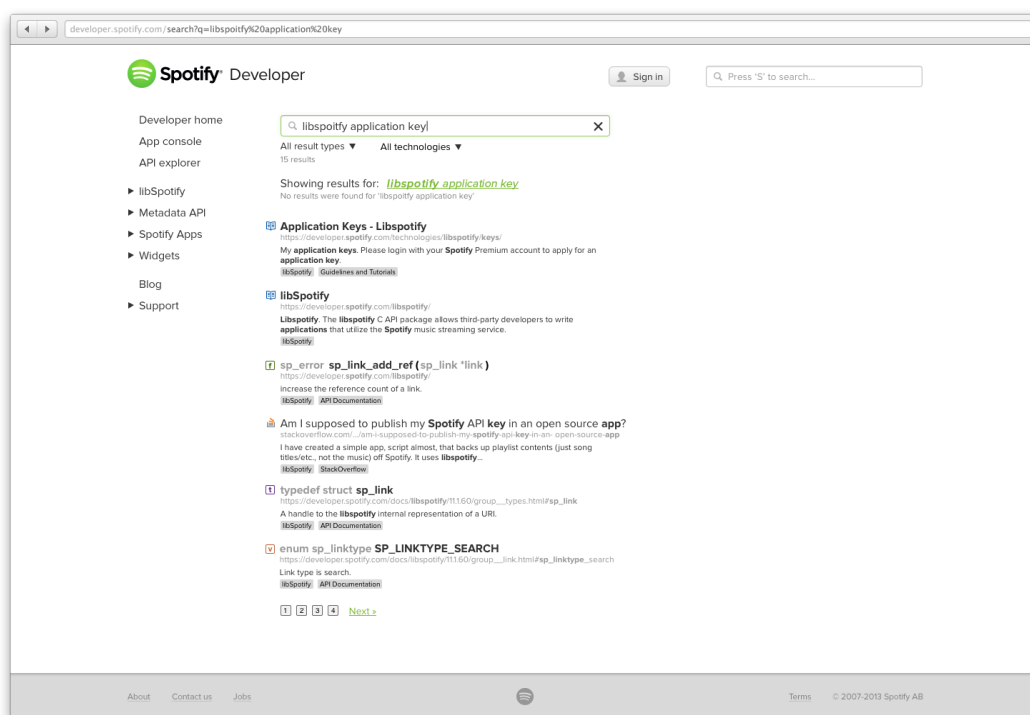 developer.spotify.com/search?q=libspoitfy%20application%20key
Spotify Developer
Sign in
Press 'S' to search...
Developer home
App console
API explorer
libSpotify
Metadata API
Spotify Apps
Widgets
Blog
Support
libspoitfy application key
All result types ▼ All technologies ▼
15 results
Showing results for: libspotify application key
No results were found for 'libspoitfy application key'
Application Keys - Libspotify
https://developer.spotify.com/technologies/libspotify/keys/
My application keys. Please login with your Spotify Premium account to apply for an
application key.
libSpotify Guidelines and Tutorials
libSpotify
https://developer.spotify.com/libspotify/
Libspotify. The libspotify C API package allows third-party developers to write
applications that utilize the Spotify music streaming service.
libSpotify
f sp_error sp_link_add_ref ( sp_link *link )
https://developer.spotify.com/libspotify/
increase the reference count of a link.
libSpotify API Documentation
Am I supposed to publish my Spotify API key in an open source app?
stackoverflow.com/.../am-i-supposed-to-publish-my-spotify-api-key-in-an- open-source-app
I have created a simple app, script almost, that backs up playlist contents (just song
titles/etc., not the music) off Spotify. It uses libspotify...
libSpotify StackOverflow
t typedef struct sp_link
https://developer.spotify.com/docs/libspotify/11.1.60/group__types.html#sp_link
A handle to the libspotify internal representation of a URI.
libSpotify API Documentation
v enum sp_linktype SP_LINKTYPE_SEARCH
https://developer.spotify.com/docs/libspotify/11.1.60/group__link.html#sp_linktype_search
Link type is search.
libSpotify API Documentation
1 2 3 4 Next »
About Contact us Jobs
Terms © 2007-2013 Spotify AB